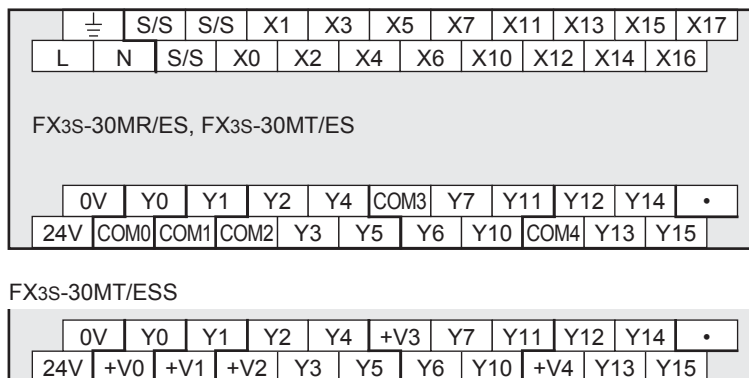 ⏚ S/S S/S X1 X3 X5 X7 X11 X13 X15 X17
L N S/S X0 X2 X4 X6 X10 X12 X14 X16
FX3S-30MR/ES, FX3S-30MT/ES
0V Y0 Y1 Y2 Y4 COM3 Y7 Y11 Y12 Y14 •
24V COM0 COM1 COM2 Y3 Y5 Y6 Y10 COM4 Y13 Y15
FX3S-30MT/ESS
0V Y0 Y1 Y2 Y4 +V3 Y7 Y11 Y12 Y14 •
24V +V0 +V1 +V2 Y3 Y5 Y6 Y10 +V4 Y13 Y15